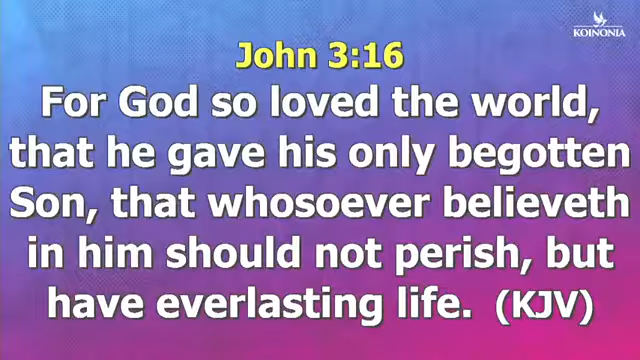 KOINONIA
John 3:16
For God so loved the world,
that he gave his only begotten
Son, that whosoever believeth
in him should not perish, but
have everlasting life. (KJV)